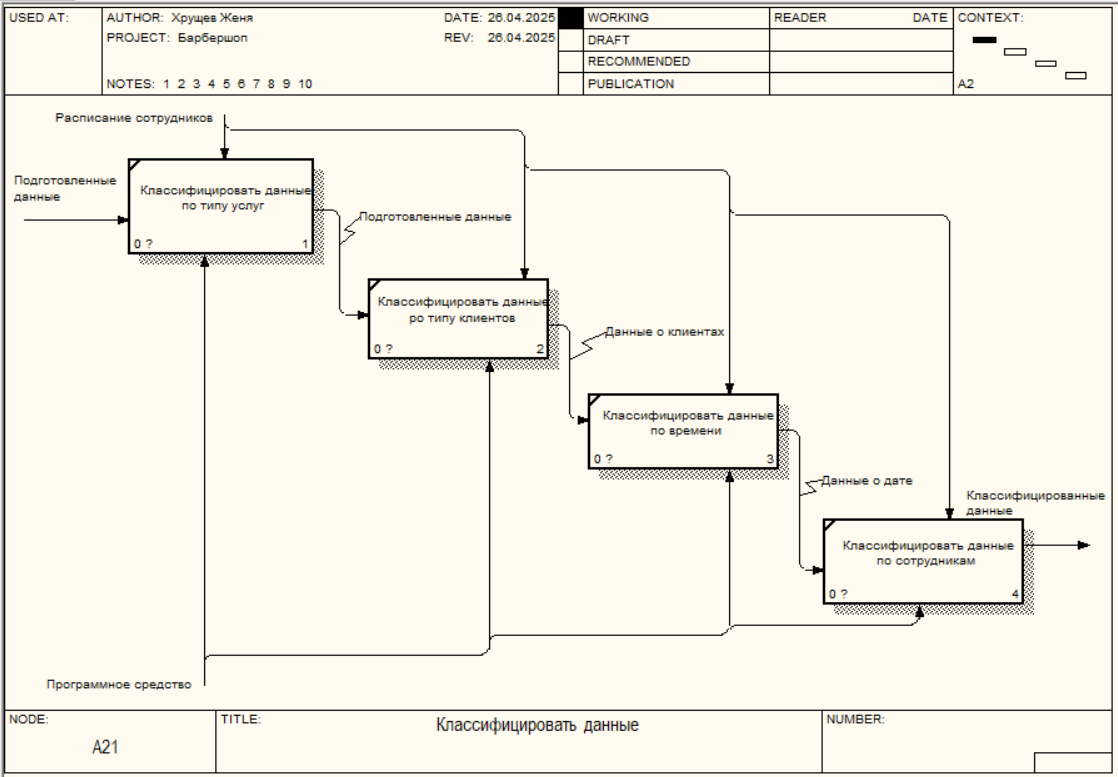 USED AT:
AUTHOR: Хрущев Женя
DATE: 26.04.2025
PROJECT: Барбершоп
REV: 26.04.2025
NOTES: 1 2 3 4 5 6 7 8 9 10
WORKING
DRAFT
RECOMMENDED
PUBLICATION
READER
DATE
CONTEXT:
A2
Расписание сотрудников
Подготовленные
данные
Классифицировать данные
по типу услуг
0 ?
1
Подготовленные данные
Классифицировать данные
ро типу клиентов
0 ?
2
Данные о клиентах
Классифицировать данные
по времени
0 ?
3
Данные о дате
Классифицированные
данные
Классифицировать данные
по сотрудникам
0 ?
4
Программное средство
NODE:
A21
TITLE:
Классифицировать данные
NUMBER: